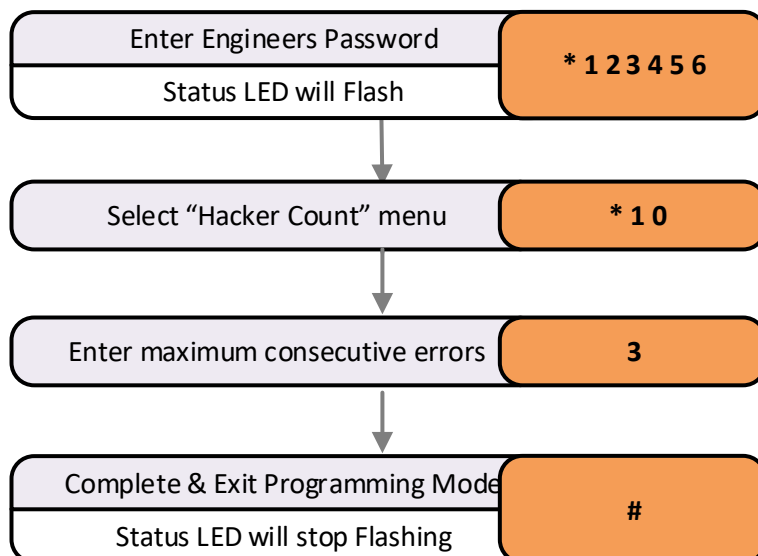 Enter Engineers Password
* 1 2 3 4 5 6
Status LED will Flash
Select “Hacker Count” menu
* 1 0
Enter maximum consecutive errors
3
Complete & Exit Programming Mode
#
Status LED will stop Flashing